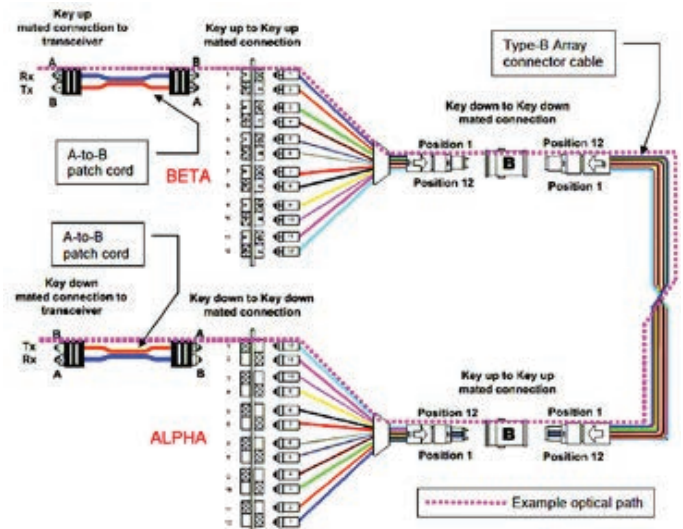 Key up
mated connection to
transceiver
Key up to Key up
mated connection
A
B
Rx
Tx
B
A
A-to-B
patch cord
BETA
Key down to Key down
mated connection
Type-B Array
connector cable
Position 1
Position 12
B
Position 12
Position 1
A-to-B
patch cord
Key down
mated connection to
transceiver
Key down to Key down
mated connection
B
A
Tx
Rx
A
B
ALPHA
Key up to Key up
mated connection
Position 12
Position 1
B
Position 1
Position 12
Example optical path